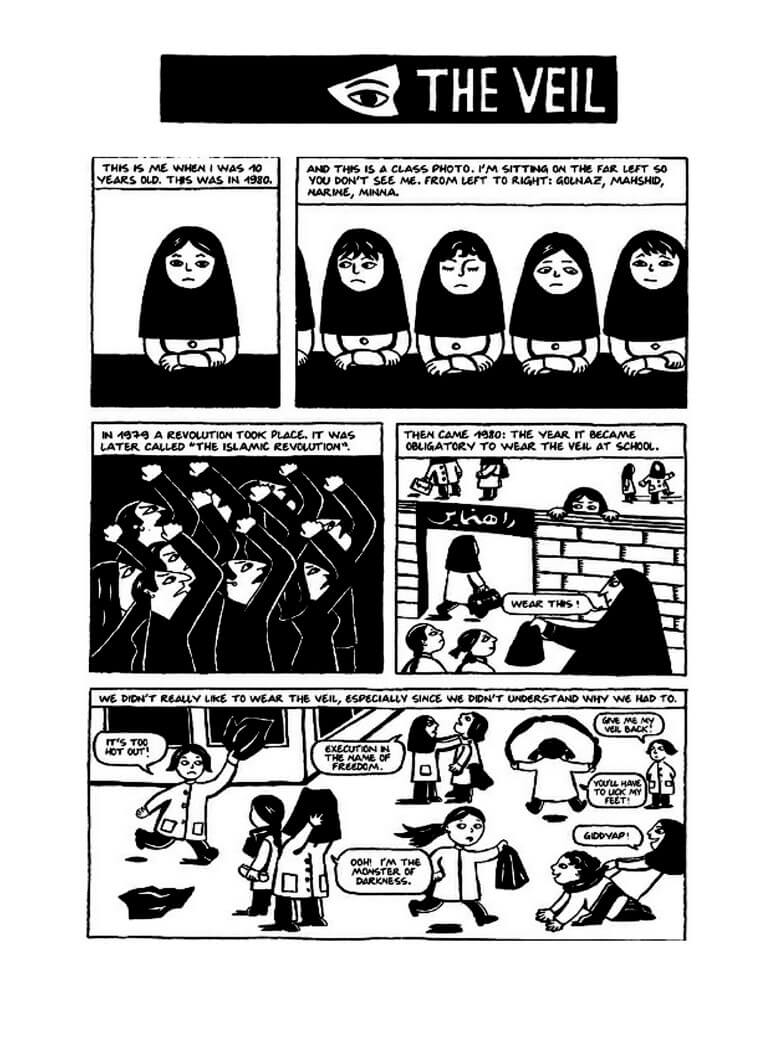 THE VEIL
THIS IS ME WHEN I WAS 10
YEARS OLD. THIS WAS IN 1980.
AND THIS IS A CLASS PHOTO. I'M SITTING ON THE FAR LEFT SO
YOU DON'T SEE ME. FROM LEFT TO RIGHT: GOLNAZ, MAHSHID,
NARINE, MINNA.
IN 1979 A REVOLUTION TOOK PLACE. IT WAS
LATER CALLED "THE ISLAMIC REVOLUTION".
THEN CAME 1980: THE YEAR IT BECAME
OBLIGATORY TO WEAR THE VEIL AT SCHOOL.
راهنمایی
WEAR THIS!
WE DIDN'T REALLY LIKE TO WEAR THE VEIL, ESPECIALLY SINCE WE DIDN'T UNDERSTAND WHY WE HAD TO.
IT'S TOO
HOT OUT!
EXECUTION IN
THE NAME OF
FREEDOM.
GIVE ME MY
VEIL BACK!
YOU'LL HAVE
TO LICK MY
FEET!
OOH! I'M THE
MONSTER OF
DARKNESS.
GIDDYAP!